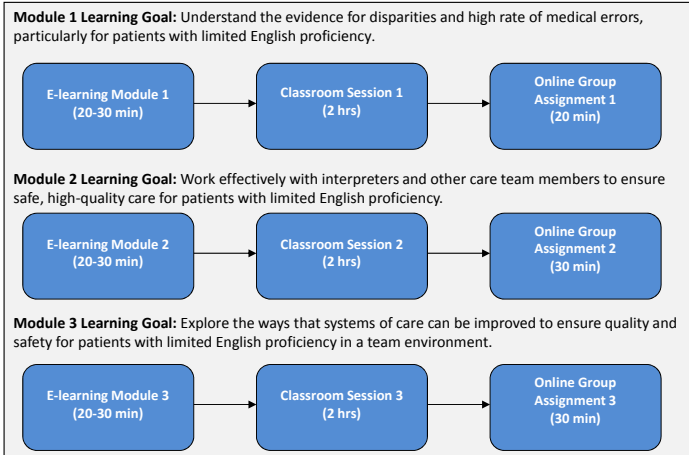 Module 1 Learning Goal: Understand the evidence for disparities and high rate of medical errors,
particularly for patients with limited English proficiency.
E-learning Module 1
(20-30 min)
Classroom Session 1
(2 hrs)
Online Group
Assignment 1
(20 min)
Module 2 Learning Goal: Work effectively with interpreters and other care team members to ensure
safe, high-quality care for patients with limited English proficiency.
E-learning Module 2
(20-30 min)
Classroom Session 2
(2 hrs)
Online Group
Assignment 2
(30 min)
Module 3 Learning Goal: Explore the ways that systems of care can be improved to ensure quality and
safety for patients with limited English proficiency in a team environment.
E-learning Module 3
(20-30 min)
Classroom Session 3
(2 hrs)
Online Group
Assignment 3
(30 min)